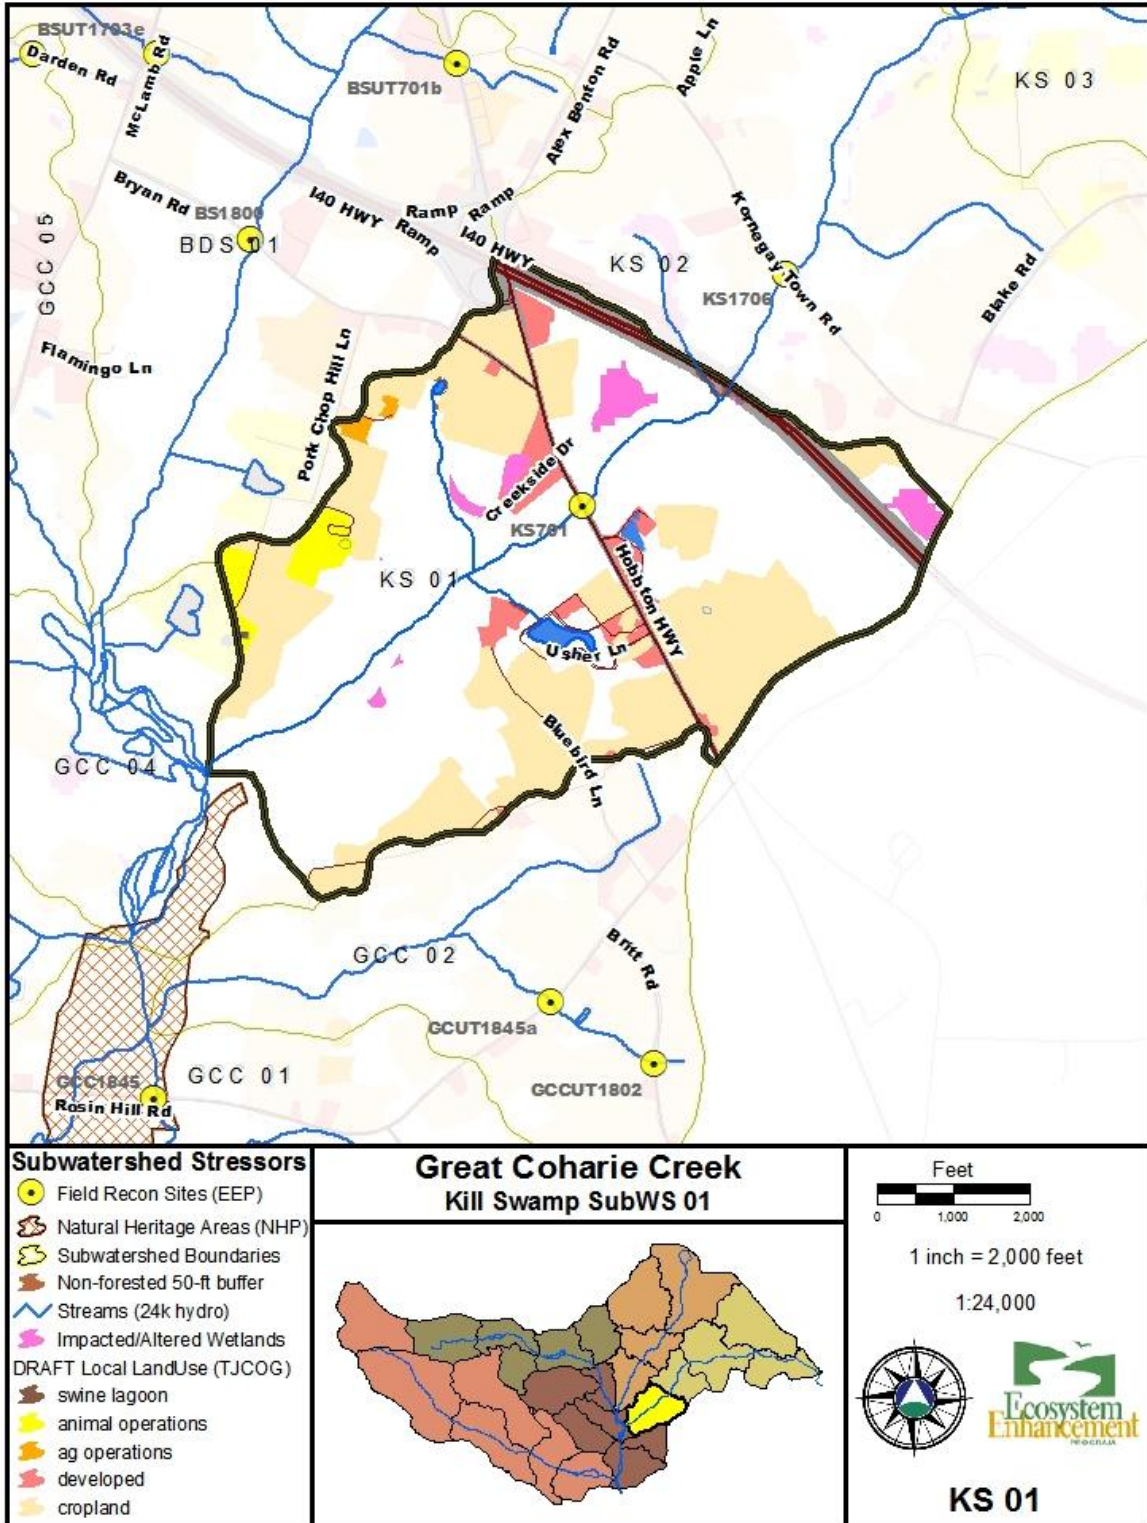 BSUT1703e
Darden Rd
McLamb Rd
BSUT701b
Alex Benton Rd
Apple Ln
KS 03
Bryan Rd
BS1800
BDS 01
I40 HWY
Ramp
Ramp
Ramp
I40 HWY
KS 02
Kornegay Town Rd
KS1706
Blake Rd
GCC 05
Flamingo Ln
Pork Chop Hill Ln
Creekside Dr
KS701
KS 01
Hobbton HWY
Usher Ln
Bluebird Ln
GCC 04
GCC 02
Britt Rd
GCUT1845a
GCCUT1802
GCC1845
GCC 01
Rosin Hill Rd
Subwatershed Stressors
Field Recon Sites (EEP)
Natural Heritage Areas (NHP)
Subwatershed Boundaries
Non-forested 50-ft buffer
Streams (24k hydro)
Impacted/Altered Wetlands
DRAFT Local LandUse (TJCOG)
swine lagoon
animal operations
ag operations
developed
cropland
Great Coharie Creek
Kill Swamp SubWS 01
Feet
0 1,000 2,000
1 inch = 2,000 feet
1:24,000
Ecosystem
Enhancement
PROGRAM
KS 01